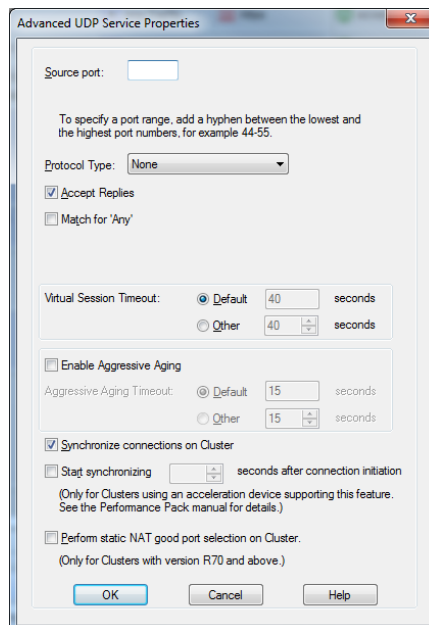 Advanced UDP Service Properties
Source port:
To specify a port range, add a hyphen between the lowest and
the highest port numbers, for example 44-55.
Protocol Type: None
Accept Replies
Match for 'Any'
Virtual Session Timeout: Default 40 seconds
Other 40 seconds
Enable Aggressive Aging
Aggressive Aging Timeout: Default 15 seconds
Other 15 seconds
Synchronize connections on Cluster
Start synchronizing seconds after connection initiation
(Only for Clusters using an acceleration device supporting this feature.
See the Performance Pack manual for details.)
Perform static NAT good port selection on Cluster.
(Only for Clusters with version R70 and above.)
OK Cancel Help